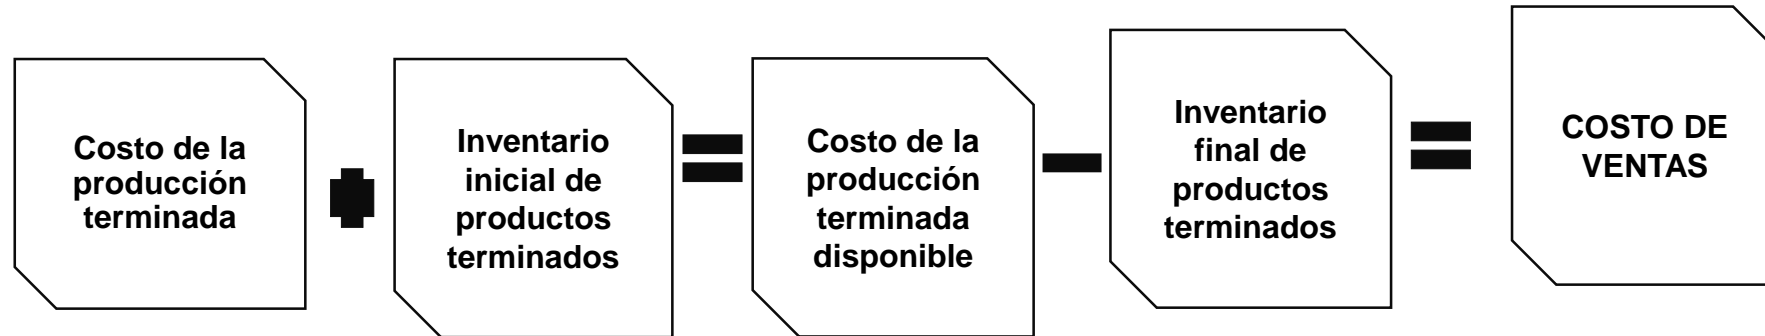 Costo de la
producción
terminada
Inventario
inicial de
productos
terminados
Costo de la
producción
terminada
disponible
Inventario
final de
productos
terminados
COSTO DE
VENTAS